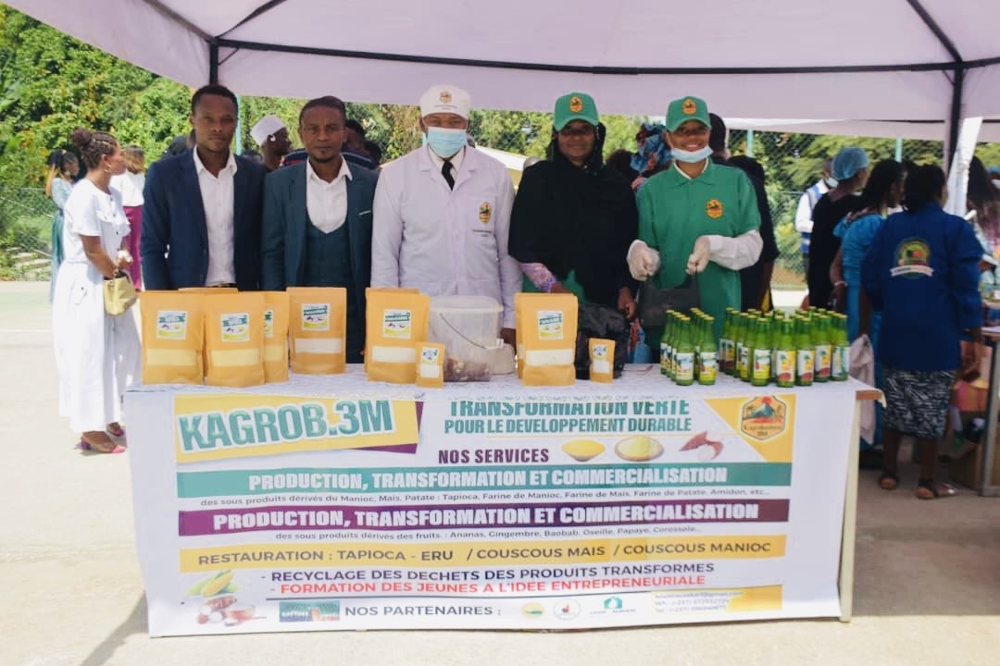 KAGROB.3M
TRANSFORMATION VERTE
POUR LE DEVELOPPEMENT DURABLE
NOS SERVICES
PRODUCTION, TRANSFORMATION ET COMMERCIALISATION
des sous produits dérivés du Manioc, Mais, Patate : Tapioca, Farine de Manioc, Farine de Mais, Farine de Patate, Amidon, etc...
PRODUCTION, TRANSFORMATION ET COMMERCIALISATION
des sous produits dérivés des fruits. : Ananas, Gingembre, Baobab, Oseille, Papaye, Corossole...
RESTAURATION : TAPIOCA - ERU / COUSCOUS MAIS / COUSCOUS MANIOC
- RECYCLAGE DES DECHETS DES PRODUITS TRANSFORMES
- FORMATION DES JEUNES A L'IDEE ENTREPRENEURIALE
NOS PARTENAIRES :